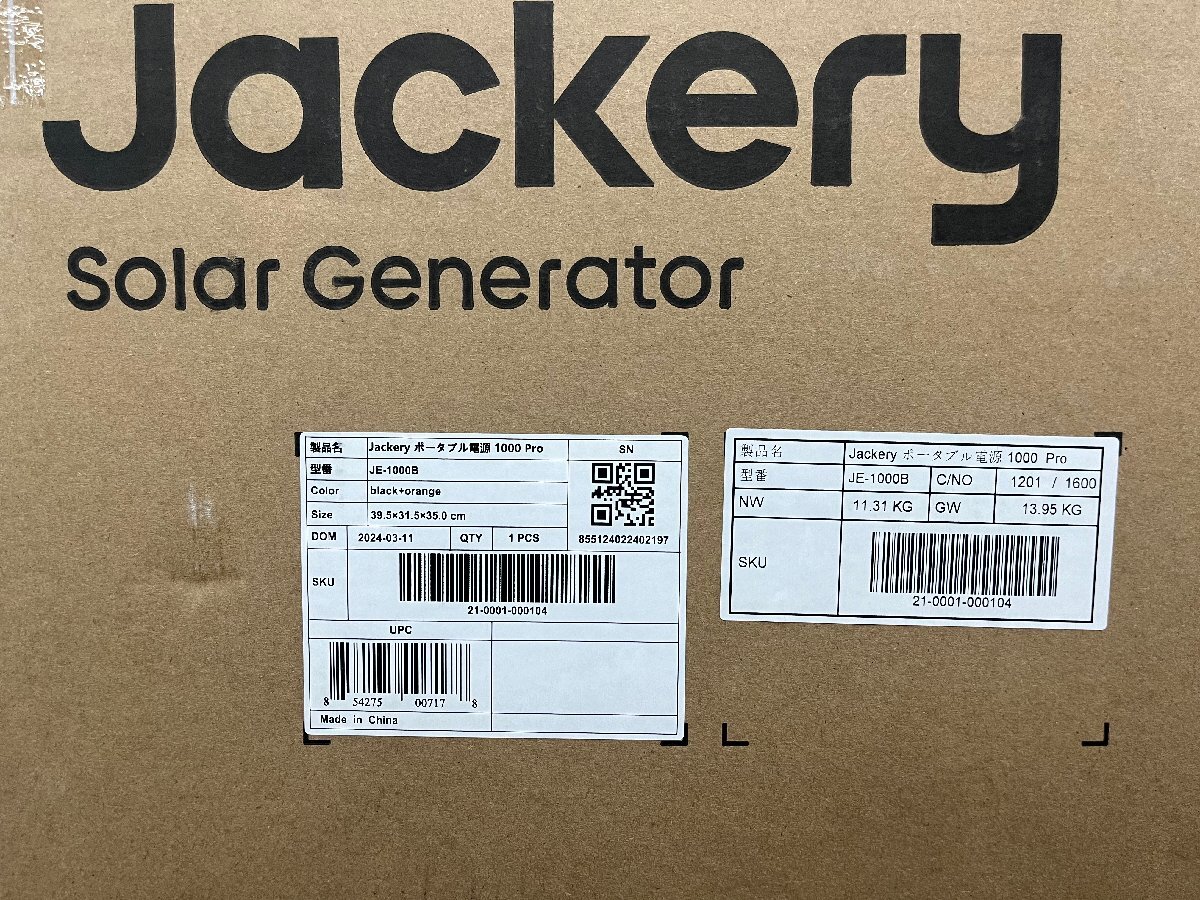 Jackery
Solar Generator
製品名 Jackery ポータブル電源 1000 Pro SN
型番 JE-1000B
Color black+orange
Size 39.5×31.5×35.0 cm
DOM 2024-03-11 QTY 1 PCS 855124022402197
SKU
21-0001-000104
UPC
8 54275 00717 8
Made in China
製品名 Jackery ポータブル電源 1000 Pro
型番 JE-1000B C/NO 1201 / 1600
NW 11.31 KG GW 13.95 KG
SKU
21-0001-000104